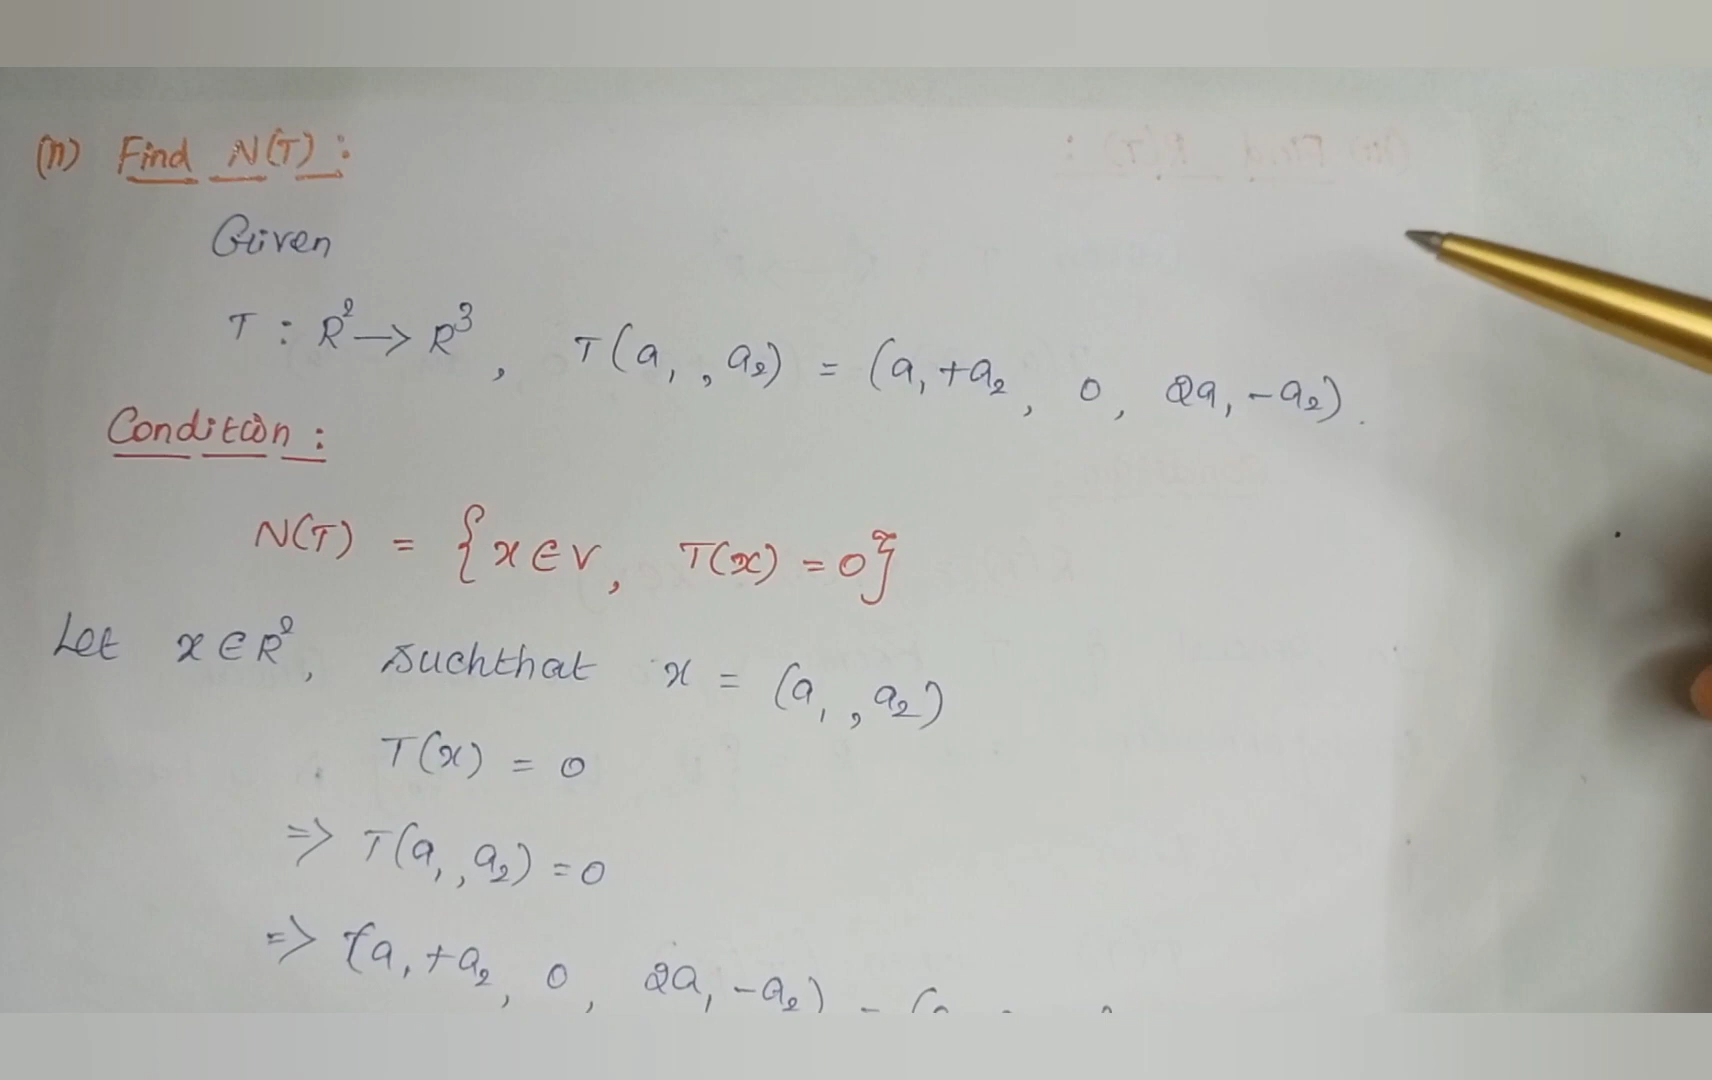 (ii) Find N(T) :
Given
T : R² → R³, T(a₁, a₂) = (a₁+a₂, 0, 2a₁-a₂).
Condition :
N(T) = {x∈V, T(x) = 0}
Let x∈R², suchthat x = (a₁, a₂)
T(x) = 0
=> T(a₁, a₂) = 0
=> (a₁+a₂, 0, 2a₁-a₂)